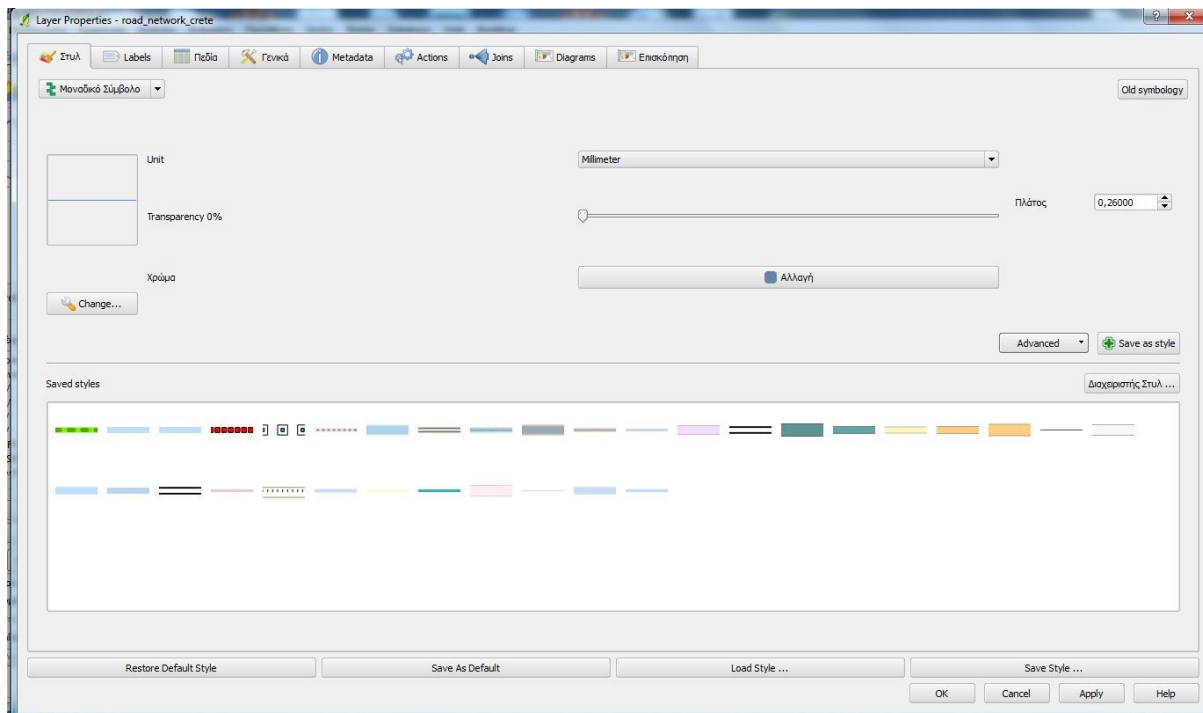 Layer Properties - road_network_crete
Στυλ Labels Πεδία Γενικά Metadata Actions Joins Diagrams Επισκόπηση
Μοναδικό Σύμβολο Old symbology
Unit Millimeter
Transparency 0% Πλάτος 0,26000
Χρώμα Αλλαγή
Change...
Advanced Save as style
Saved styles Διαχειριστής Στυλ ...
Restore Default Style Save As Default Load Style ... Save Style ...
OK Cancel Apply Help